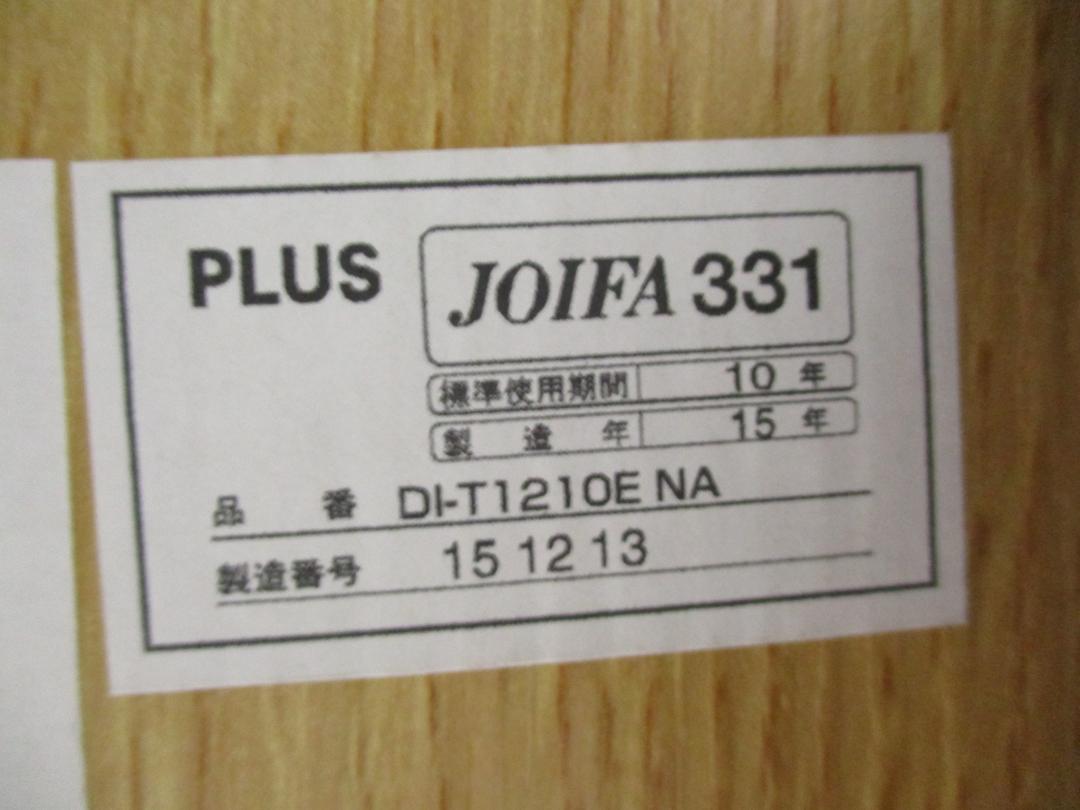 PLUS
JOIFA 331
標準使用期間 10 年
製造年 15 年
品番 DI-T1210E NA
製造番号 15 12 13